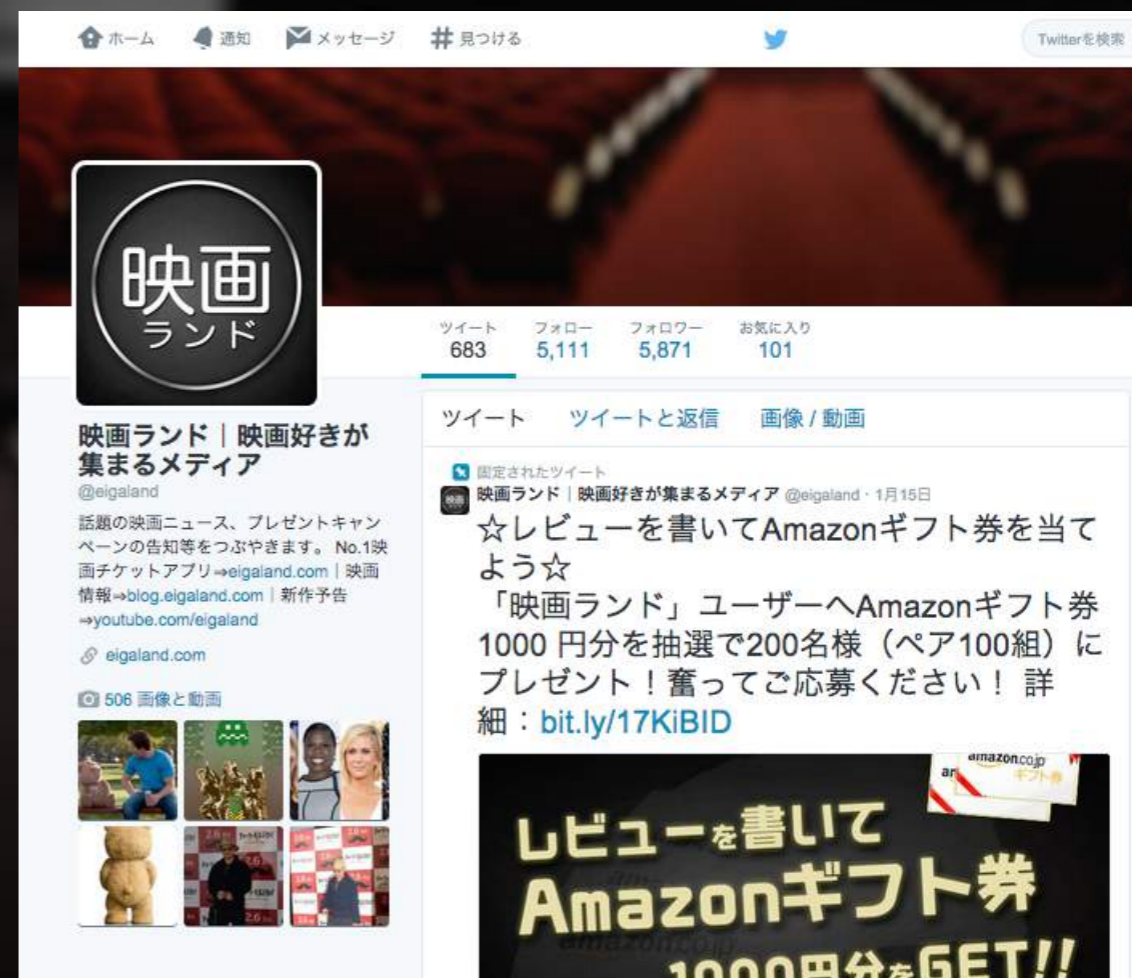 ホーム 通知 メッセージ 見つける Twitterを検索
映画
ランド
ツイート フォロー フォロワー お気に入り
683 5,111 5,871 101
映画ランド｜映画好きが
集まるメディア
@eigaland
話題の映画ニュース、プレゼントキャン
ペーンの告知等をつぶやきます。 No.1映
画チケットアプリ⇒eigaland.com｜映画
情報⇒blog.eigaland.com｜新作予告
⇒youtube.com/eigaland
eigaland.com
506 画像と動画
ツイート ツイートと返信 画像 / 動画
固定されたツイート
映画ランド｜映画好きが集まるメディア @eigaland · 1月15日
☆レビューを書いてAmazonギフト券を当て
よう☆
「映画ランド」ユーザーへAmazonギフト券
1000 円分を抽選で200名様（ペア100組）に
プレゼント！奮ってご応募ください！ 詳
細：bit.ly/17KiBID
amazon.co.jp
ギフト券
レビューを書いて
Amazonギフト券
1000円分をGET!!